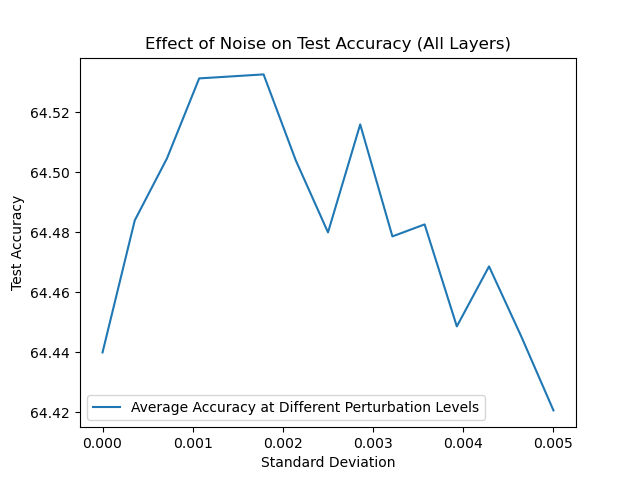 Effect of Noise on Test Accuracy (All Layers)
Test Accuracy
64.52
64.50
64.48
64.46
64.44
64.42
Average Accuracy at Different Perturbation Levels
0.000 0.001 0.002 0.003 0.004 0.005
Standard Deviation